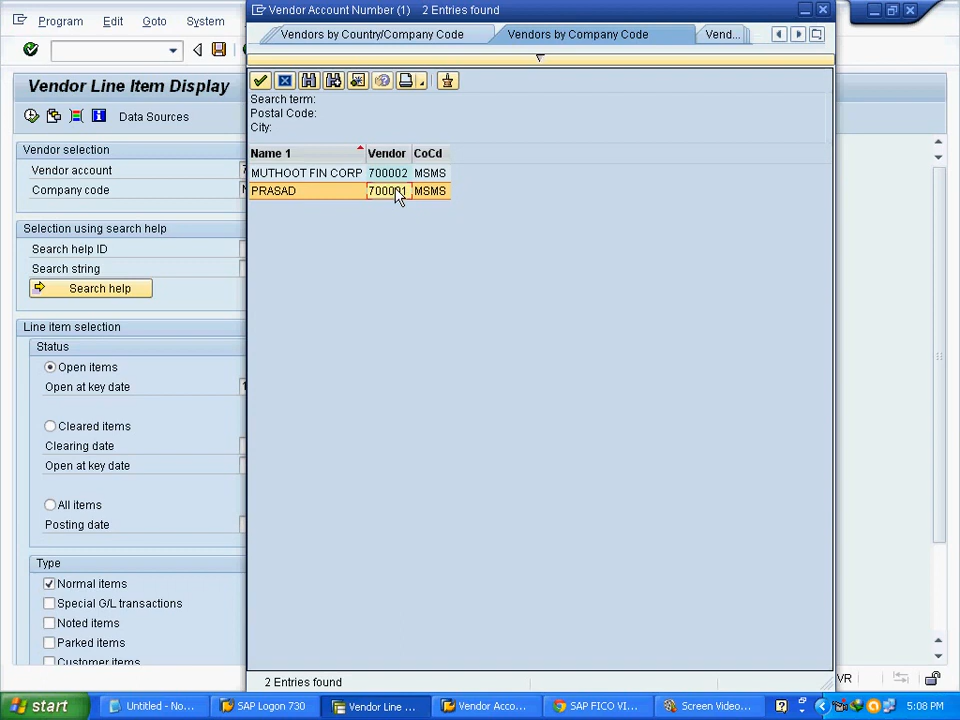 Program Edit Goto System
Vendor Account Number (1) 2 Entries found
Vendors by Country/Company Code Vendors by Company Code Vend...
Vendor Line Item Display
Data Sources
Search term:
Postal Code:
City:
Name 1 Vendor CoCd
MUTHOOT FIN CORP 700002 MSMS
PRASAD 700001 MSMS
Vendor selection
Vendor account
Company code
Selection using search help
Search help ID
Search string
Search help
Line item selection
Status
Open items
Open at key date
Cleared items
Clearing date
Open at key date
All items
Posting date
Type
Normal items
Special G/L transactions
Noted items
Parked items
Customer items
2 Entries found
VR
start Untitled - No... SAP Logon 730 Vendor Line ... Vendor Acco... SAP FICO VI... Screen Video... 5:08 PM